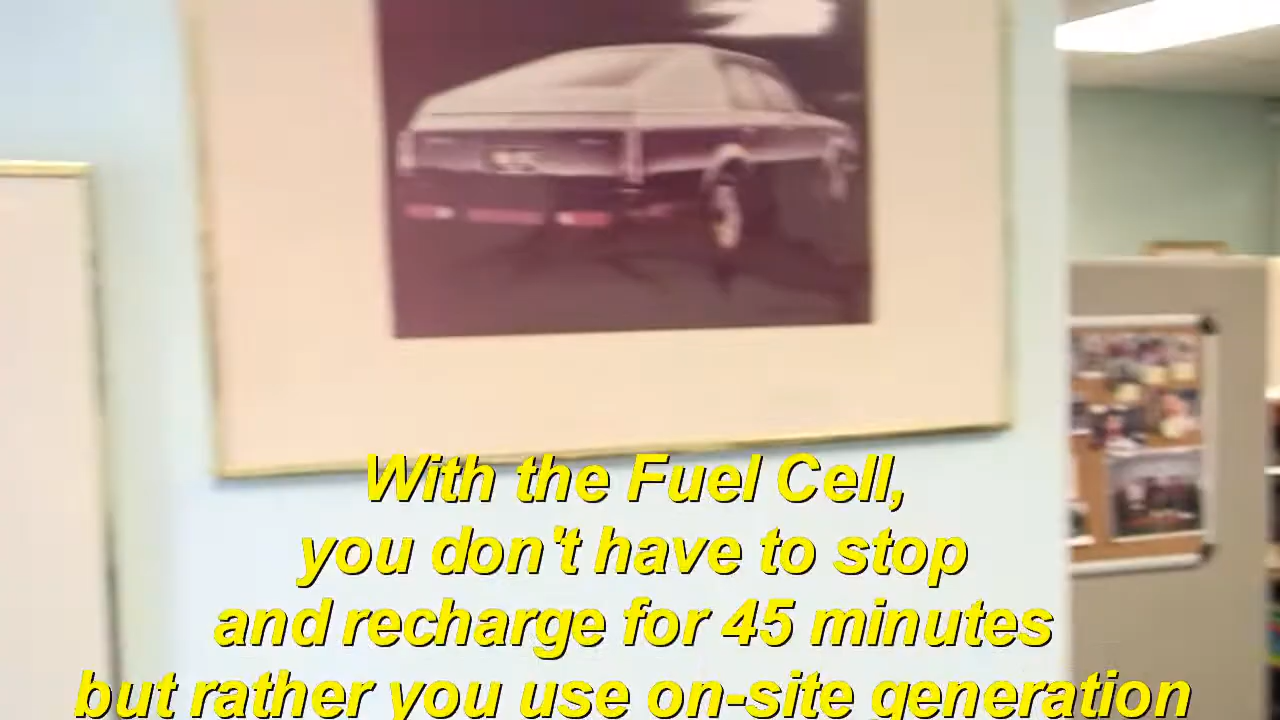 With the Fuel Cell,
you don't have to stop
and recharge for 45 minutes
but rather you use on-site generation